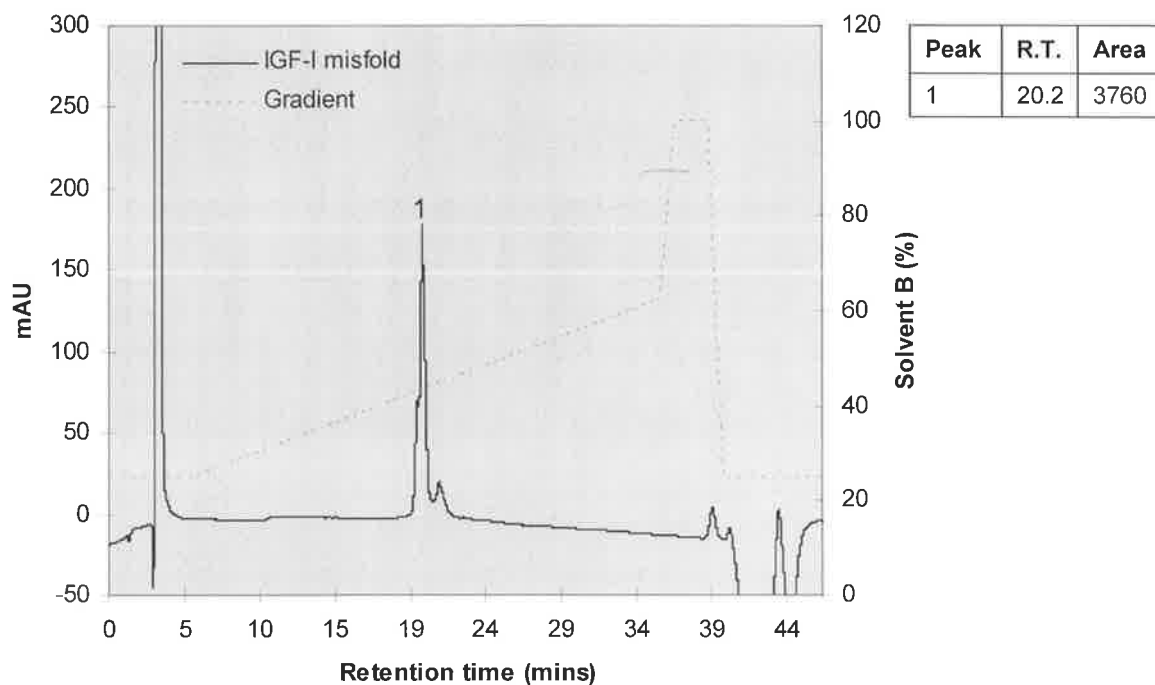 300
250
200
150
100
50
0
-50
mAU
IGF-I misfold
Gradient
1
120
100
80
60
40
20
0
Solvent B (%)
0 5 10 15 19 24 29 34 39 44
Retention time (mins)
Peak R.T. Area
1 20.2 3760